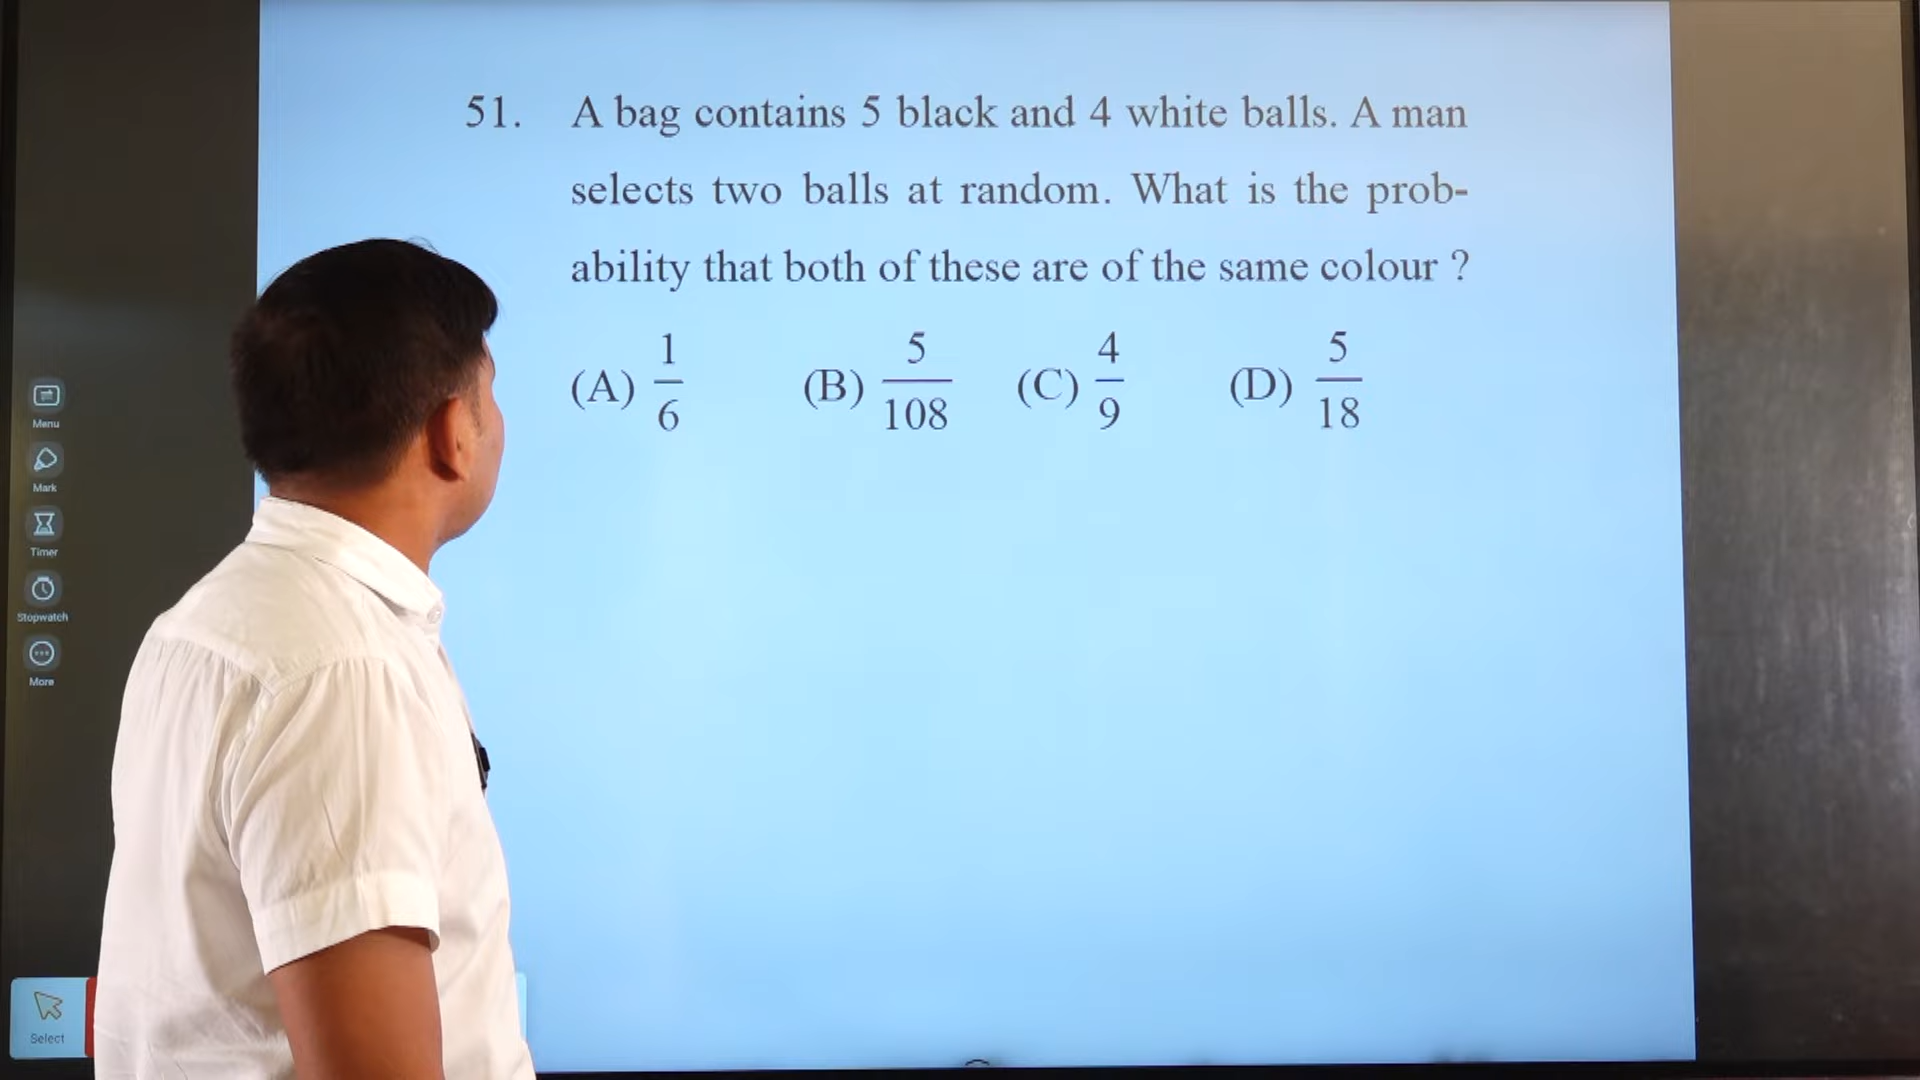 51. A bag contains 5 black and 4 white balls. A man
selects two balls at random. What is the prob-
ability that both of these are of the same colour ?
(A) 1/6 (B) 5/108 (C) 4/9 (D) 5/18
Menu
Mark
Timer
Stopwatch
More
Select